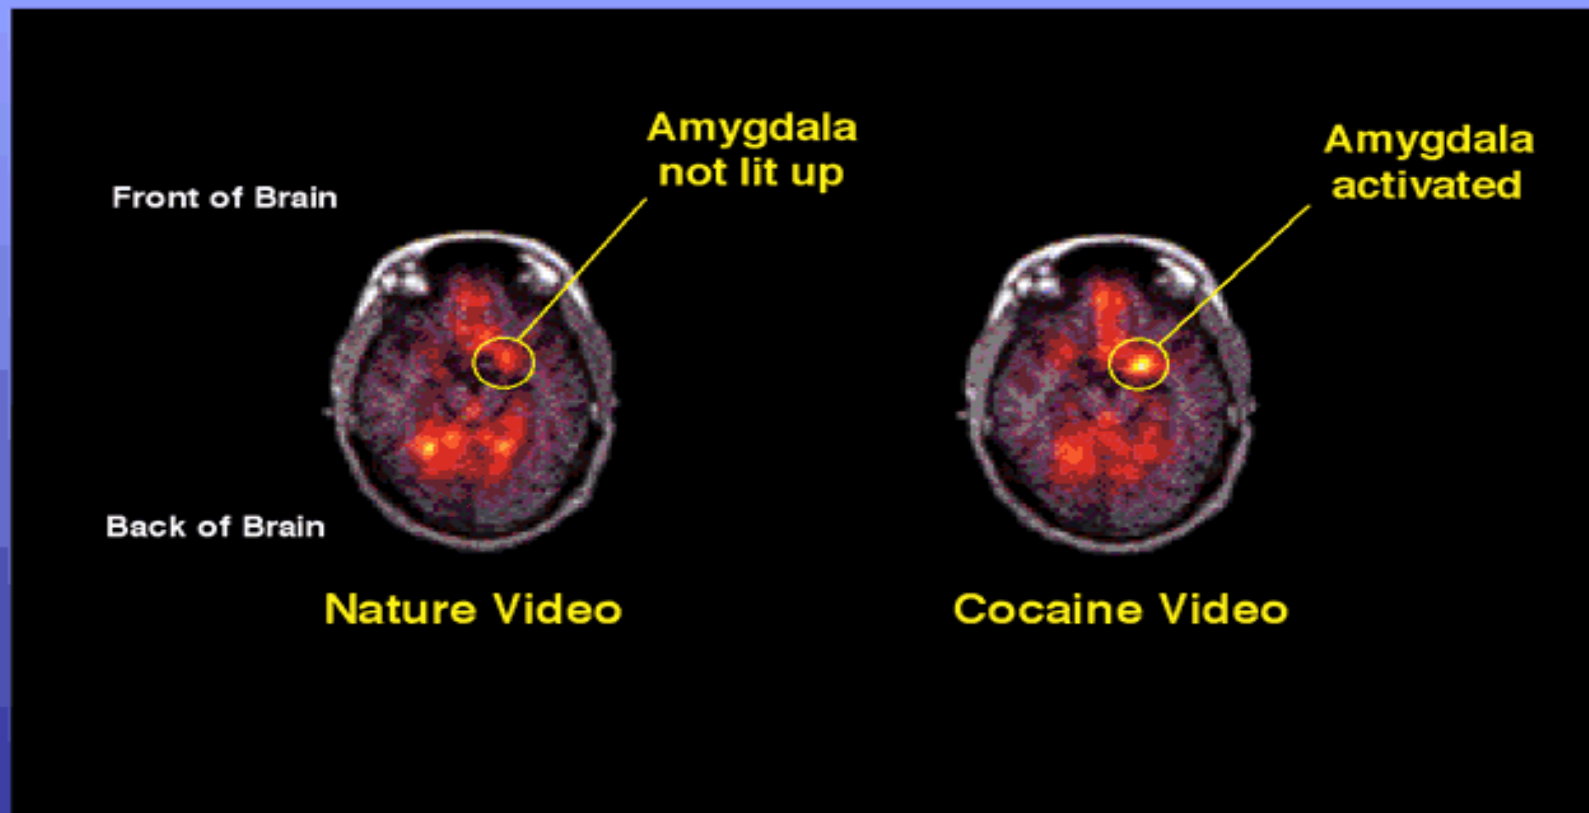 Amygdala
not lit up
Amygdala
activated
Front of Brain
Back of Brain
Nature Video
Cocaine Video